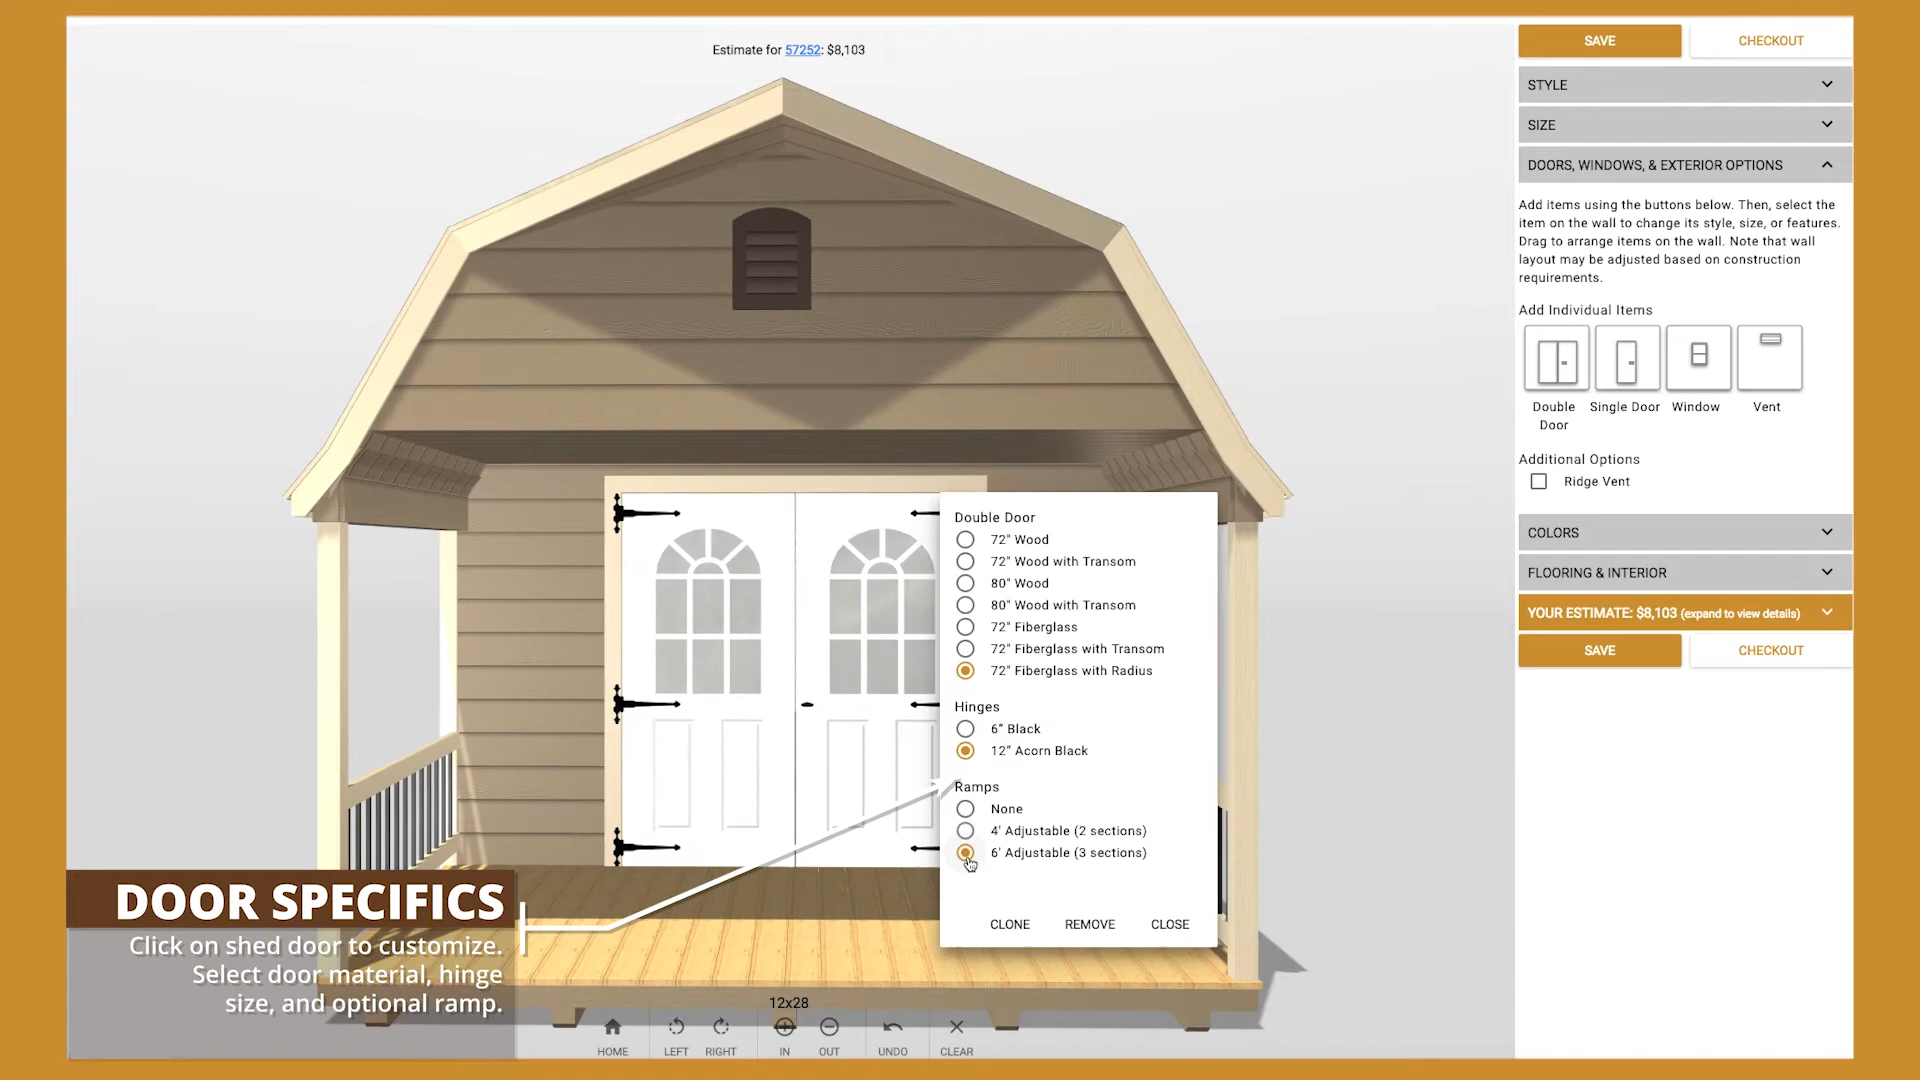 Estimate for 57252: $8,103
SAVE
CHECKOUT
STYLE
SIZE
DOORS, WINDOWS, & EXTERIOR OPTIONS
Add items using the buttons below. Then, select the
item on the wall to change its style, size, or features.
Drag to arrange items on the wall. Note that wall
layout may be adjusted based on construction
requirements.
Add Individual Items
Double
Door
Single Door
Window
Vent
Additional Options
Ridge Vent
COLORS
FLOORING & INTERIOR
YOUR ESTIMATE: $8,103 (expand to view details)
SAVE
CHECKOUT
Double Door
72" Wood
72" Wood with Transom
80" Wood
80" Wood with Transom
72" Fiberglass
72" Fiberglass with Transom
72" Fiberglass with Radius
Hinges
6” Black
12” Acorn Black
Ramps
None
4' Adjustable (2 sections)
6' Adjustable (3 sections)
CLONE
REMOVE
CLOSE
DOOR SPECIFICS
Click on shed door to customize.
Select door material, hinge
size, and optional ramp.
12x28
HOME
LEFT
RIGHT
IN
OUT
UNDO
CLEAR